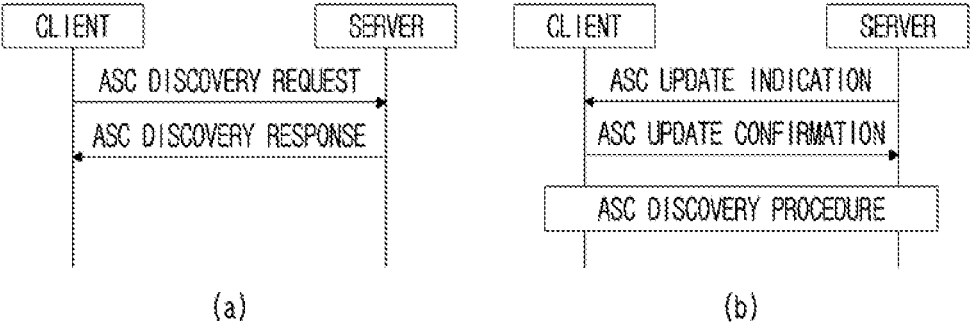 CLIENT SERVER CLIENT SERVER
ASC DISCOVERY REQUEST ASC UPDATE INDICATION
ASC DISCOVERY RESPONSE ASC UPDATE CONFIRMATION
ASC DISCOVERY PROCEDURE
(a) (b)